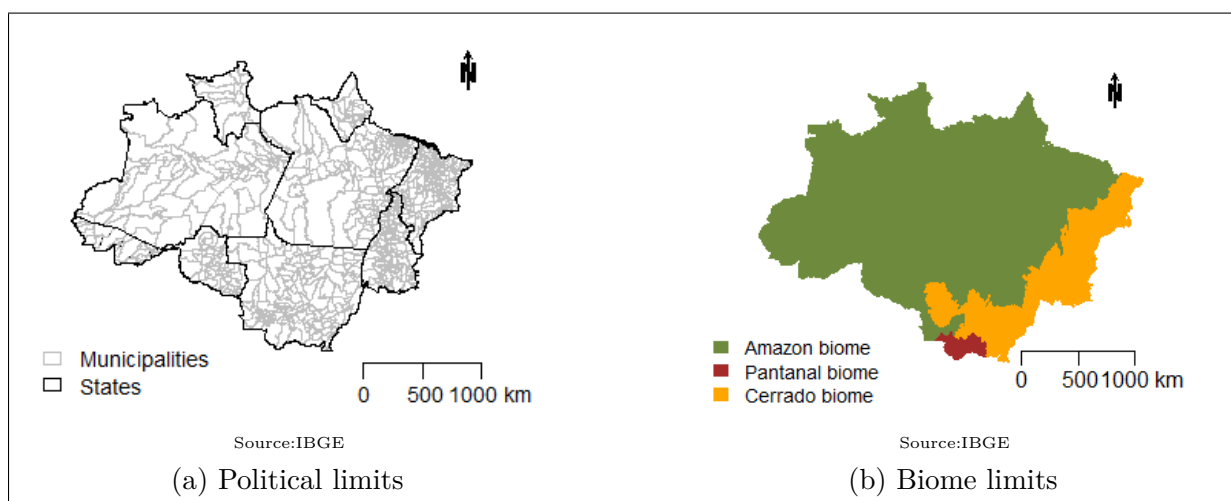 N
Municipalities
States
0 500 1000 km
Source:IBGE
(a) Political limits
N
Amazon biome
Pantanal biome
Cerrado biome
0 500 1000 km
Source:IBGE
(b) Biome limits